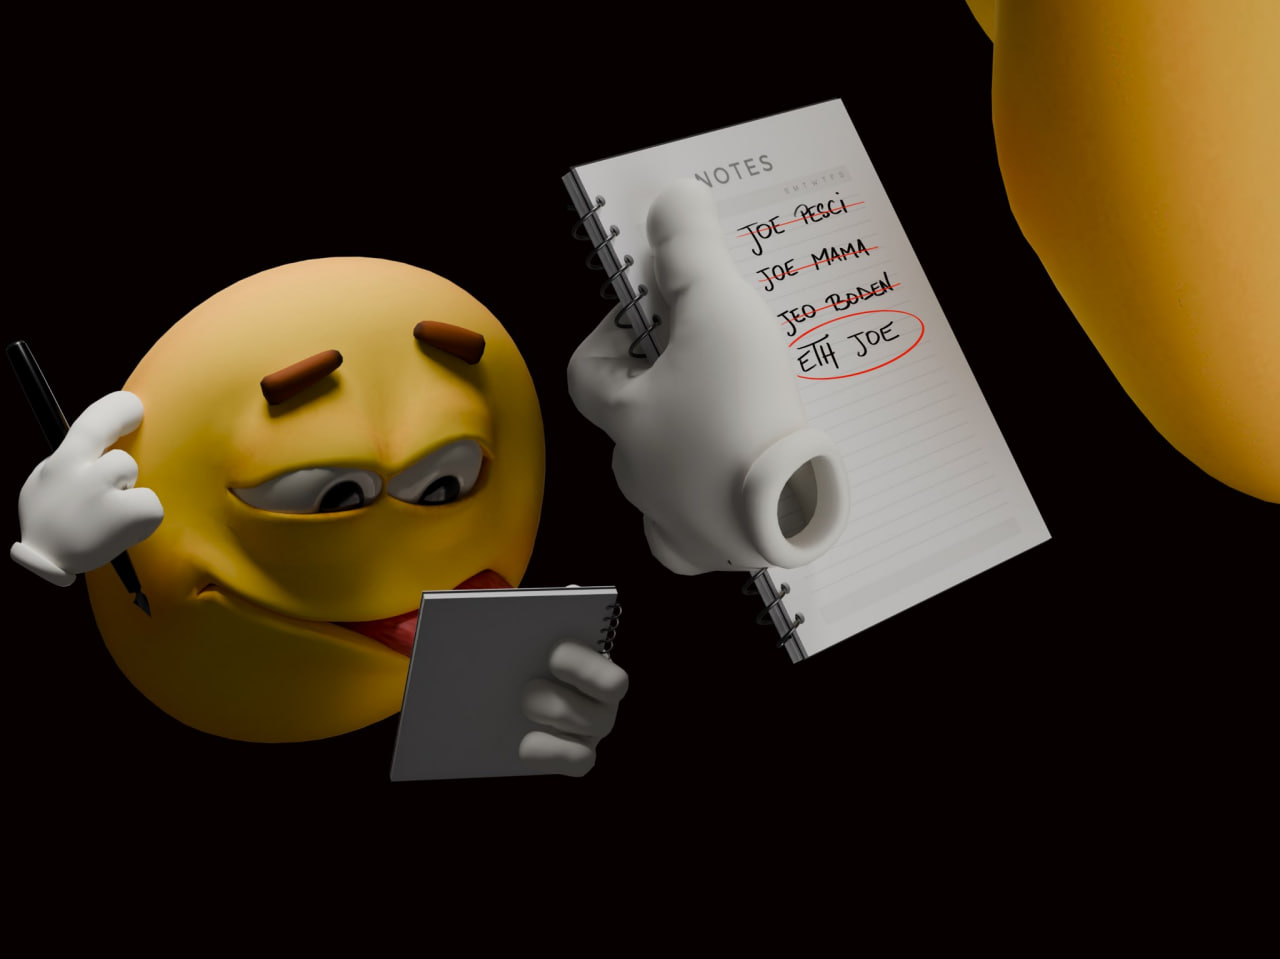 NOTES
S M T W T F S
JOE PESCI
JOE MAMA
JEO BODEN
ETH JOE